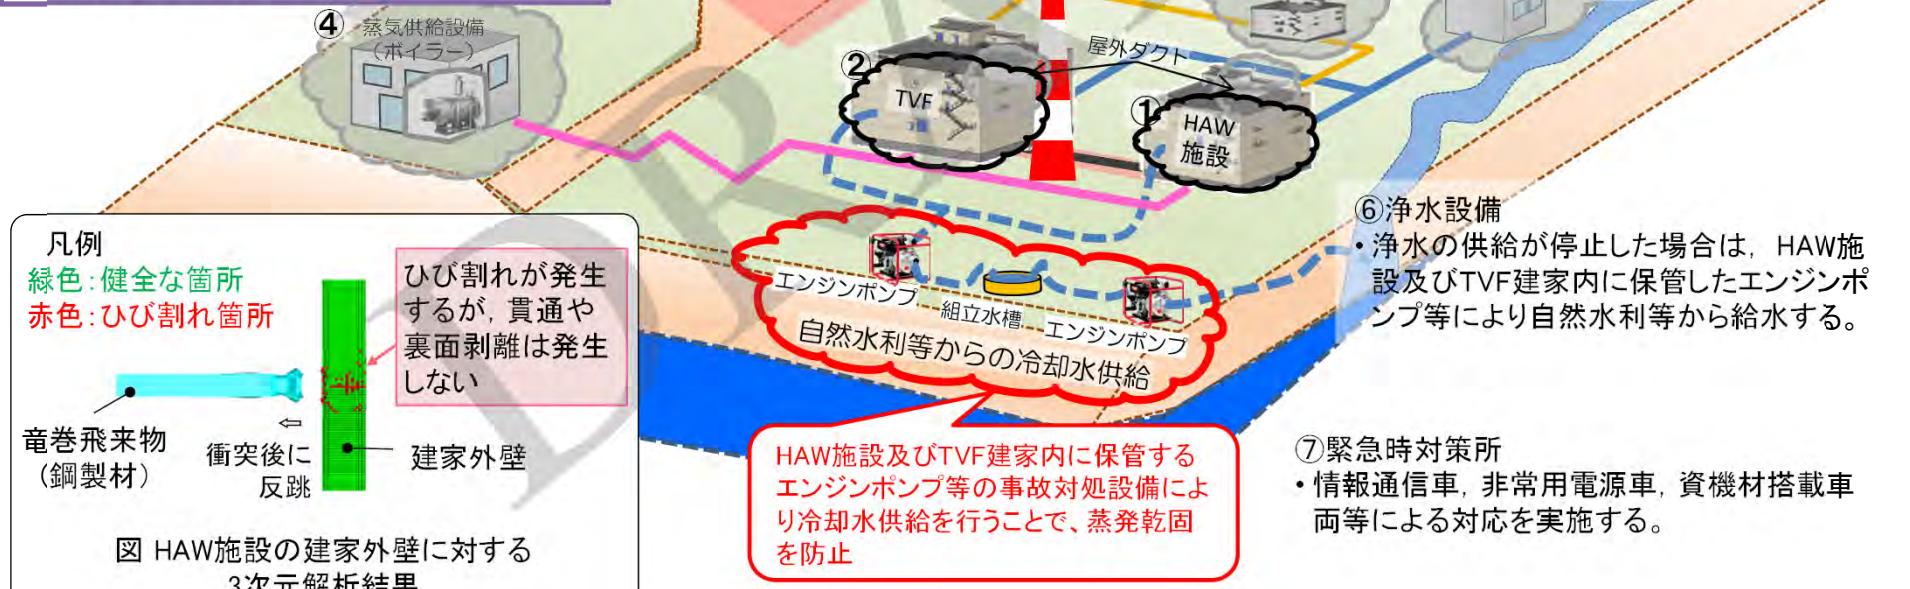 ④
蒸気供給設備
(ボイラー)
②
TVF
屋外ダクト
①
HAW
施設
エンジンポンプ
組立水槽
エンジンポンプ
自然水利等からの冷却水供給
HAW施設及びTVF建家内に保管する
エンジンポンプ等の事故対処設備によ
り冷却水供給を行うことで、蒸発乾固
を防止
⑥浄水設備
・浄水の供給が停止した場合は，HAW施
設及びTVF建家内に保管したエンジンポ
ンプ等により自然水利等から給水する。
⑦緊急時対策所
・情報通信車，非常用電源車，資機材搭載車
両等による対応を実施する。
凡例
緑色：健全な箇所
赤色：ひび割れ箇所
ひび割れが発生
するが，貫通や
裏面剥離は発生
しない
竜巻飛来物
(鋼製材)
衝突後に
反跳
建家外壁
図 HAW施設の建家外壁に対する
3次元解析結果